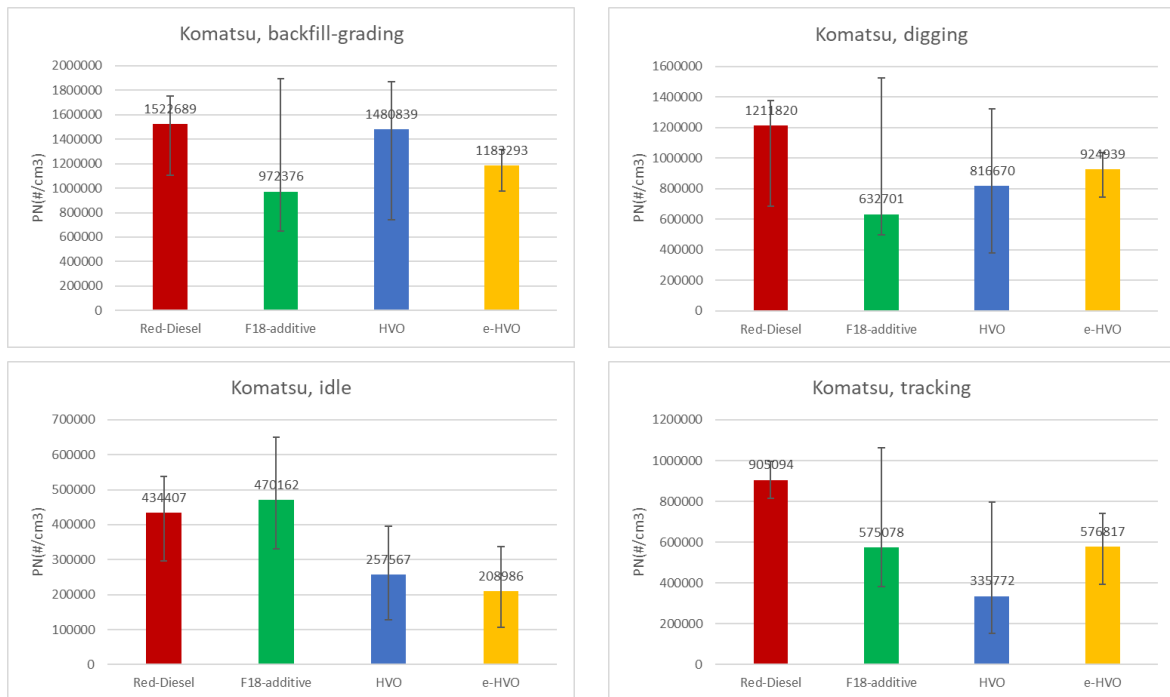 Komatsu, backfill-grading
PN(#/cm3)
2000000
1800000
1600000
1400000
1200000
1000000
800000
600000
400000
200000
0
1522689
972376
1480839
1183293
Red-Diesel
F18-additive
HVO
e-HVO
Komatsu, digging
PN(#/cm3)
1600000
1400000
1200000
1000000
800000
600000
400000
200000
0
1211820
632701
816670
924939
Red-Diesel
F18-additive
HVO
e-HVO
Komatsu, idle
PN(#/cm3)
700000
600000
500000
400000
300000
200000
100000
0
434407
470162
257567
208986
Red-Diesel
F18-additive
HVO
e-HVO
Komatsu, tracking
PN(#/cm3)
1200000
1000000
800000
600000
400000
200000
0
905094
575078
335772
576817
Red-Diesel
F18-additive
HVO
e-HVO